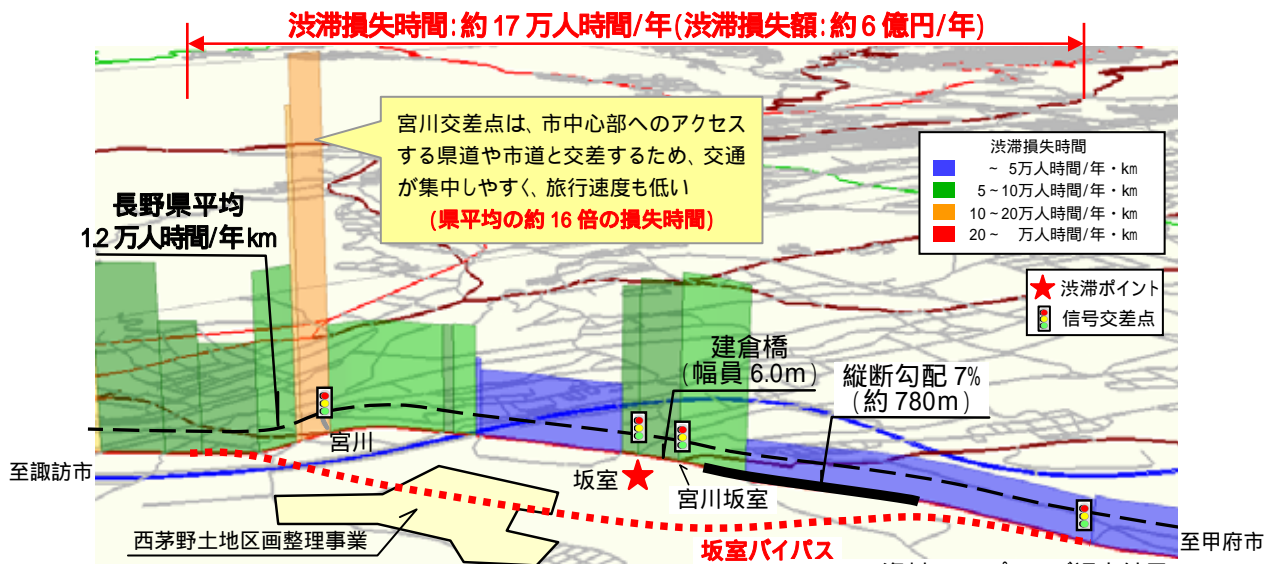 渋滞損失時間:約17万人時間/年(渋滞損失額:約6億円/年)
宮川交差点は、市中心部へのアクセス
する県道や市道と交差するため、交通
が集中しやすく、旅行速度も低い
(県平均の約16倍の損失時間)
渋滞損失時間
~ 5万人時間/年・km
5~10万人時間/年・km
10~20万人時間/年・km
20~ 万人時間/年・km
渋滞ポイント
信号交差点
長野県平均
1.2万人時間/年km
建倉橋
(幅員6.0m)
縦断勾配7%
(約780m)
宮川
坂室
宮川坂室
至諏訪市
至甲府市
西茅野土地区画整理事業
坂室バイパス